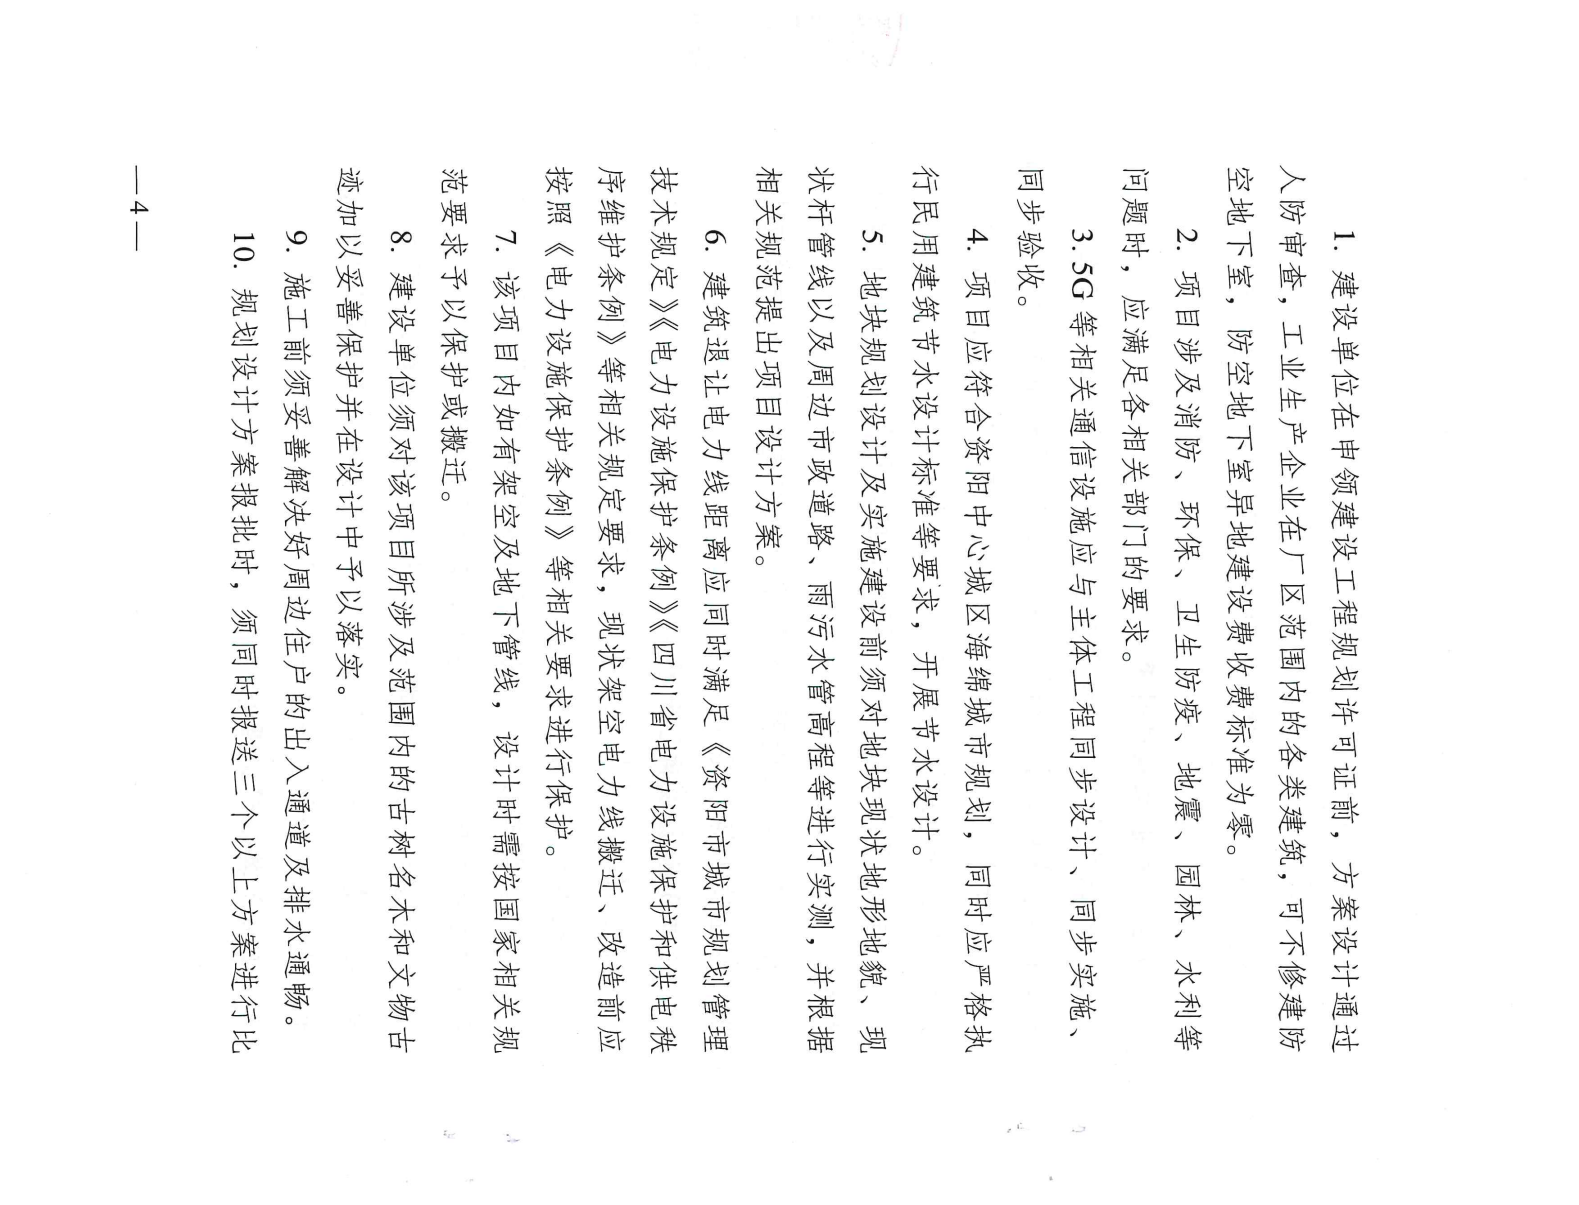 1. 建设单位在申领建设工程规划许可证前，方案设计通过
人防审查，工业生产企业在厂区范围内的各类建筑，可不修建防
空地下室，防空地下室异地建设费收费标准为零。
2. 项目涉及消防、环保、卫生防疫、地震、园林、水利等
问题时，应满足各相关部门的要求。
3. 5G 等相关通信设施应与主体工程同步设计、同步实施、
同步验收。
4. 项目应符合资阳中心城区海绵城市规划，同时应严格执
行民用建筑节水设计标准等要求，开展节水设计。
5. 地块规划设计及实施建设前须对地块现状地形地貌、现
状杆管线以及周边市政道路、雨污水管高程等进行实测，并根据
相关规范提出项目设计方案。
6. 建筑退让电力线距离应同时满足《资阳市城市规划管理
技术规定》《电力设施保护条例》《四川省电力设施保护和供电秩
序维护条例》等相关规定要求，现状架空电力线搬迁、改造前应
按照《电力设施保护条例》等相关要求进行保护。
7. 该项目内如有架空及地下管线，设计时需按国家相关规
范要求予以保护或搬迁。
8. 建设单位须对该项目所涉及范围内的古树名木和文物古
迹加以妥善保护并在设计中予以落实。
9. 施工前须妥善解决好周边住户的出入通道及排水通畅。
10. 规划设计方案报批时，须同时报送三个以上方案进行比
— 4 —